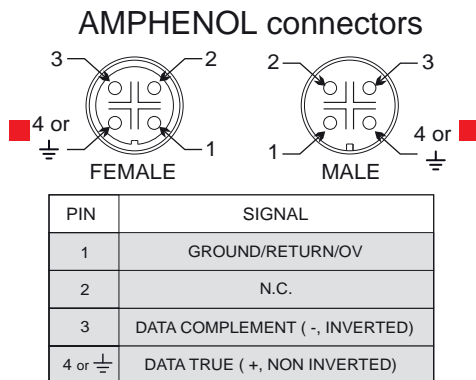 AMPHENOL connectors
3 2 2 3
4 or 1 1 4 or
FEMALE MALE
PIN SIGNAL
1 GROUND/RETURN/OV
2 N.C.
3 DATA COMPLEMENT ( -, INVERTED)
4 or ⏚ DATA TRUE ( +, NON INVERTED)